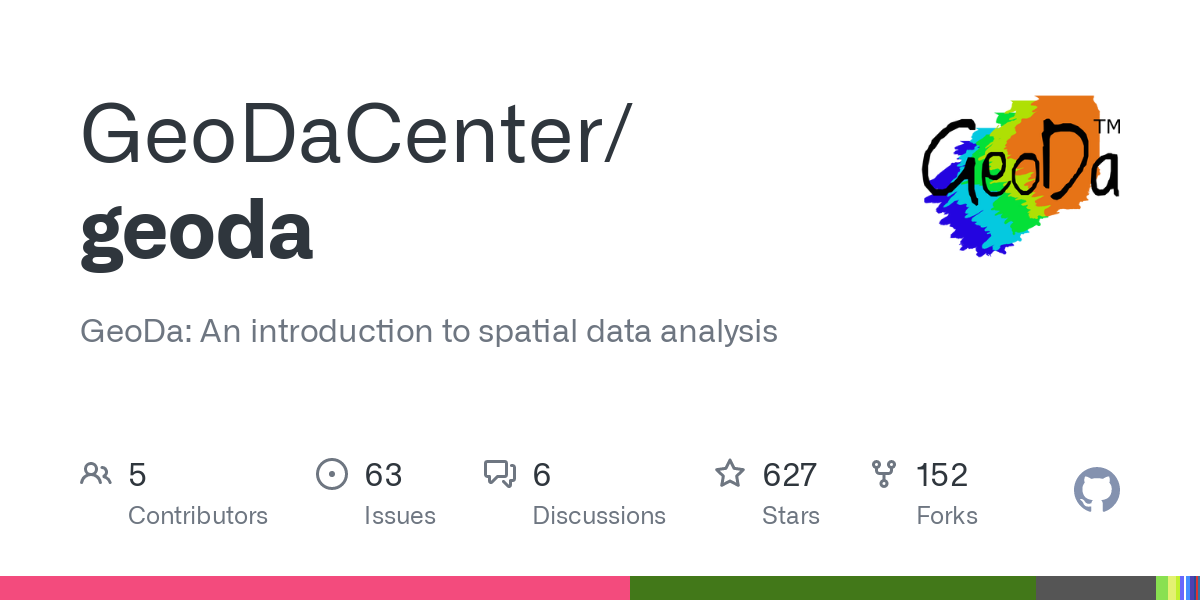 GeoDaCenter/
geoda
GeoDa™
GeoDa: An introduction to spatial data analysis
5
Contributors
63
Issues
6
Discussions
627
Stars
152
Forks